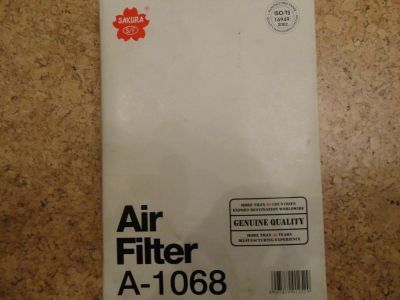 SAKURA
S/F
ISO/TS
16949:
2002
Air
Filter
A-1068
MORE THAN COUNTRIES
EXPORT DESTINATION WORLDWIDE
GENUINE QUALITY
MORE THAN YEARS
MANUFACTURING EXPERIENCE